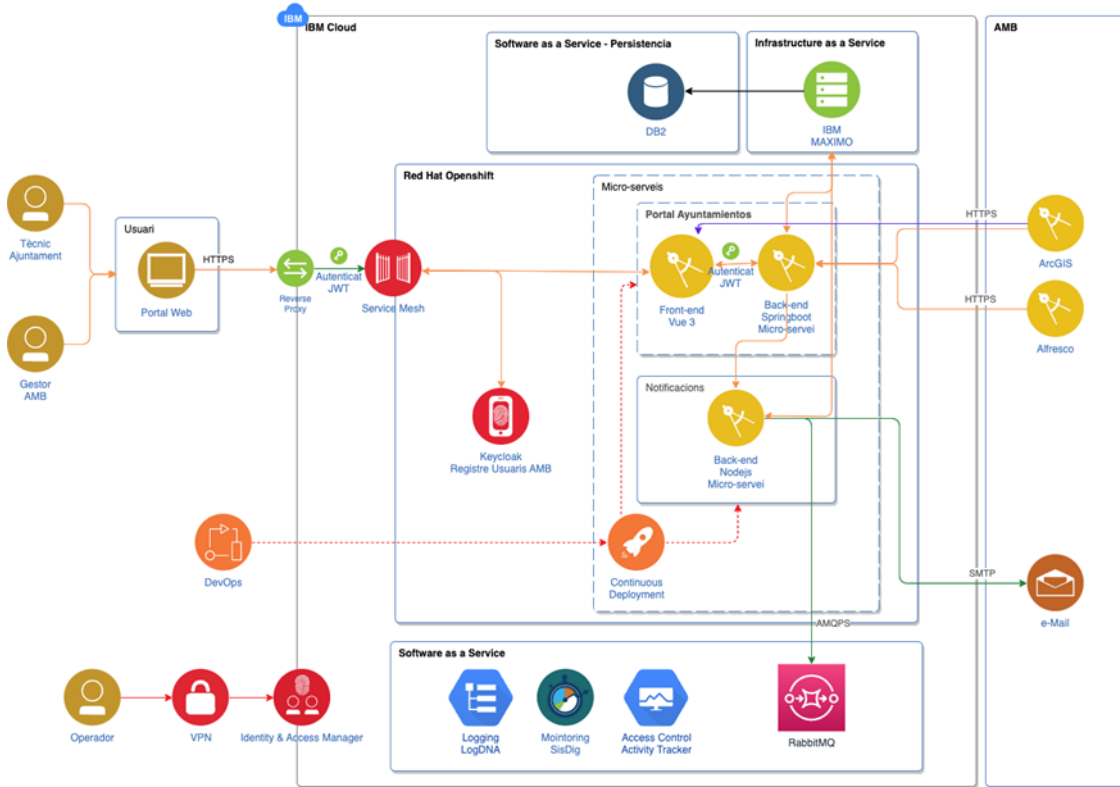 IBM
IBM Cloud
AMB
Software as a Service - Persistencia
Infrastructure as a Service
DB2
IBM
MAXIMO
Red Hat Openshift
Micro-serveis
Portal Ayuntamientos
Tècnic
Ajuntament
Usuari
HTTPS
Portal Web
Reverse
Proxy
Autenticat
JWT
Service Mesh
Front-end
Vue 3
Autenticat
JWT
Back-end
Springboot
Micro-servei
HTTPS
ArcGIS
HTTPS
Alfresco
Gestor
AMB
Notificacions
Keycloak
Registre Usuaris AMB
Back-end
Nodejs
Micro-servei
DevOps
Continuous
Deployment
SMTP
e-Mail
AMQPS
Software as a Service
Operador
VPN
Identity & Access Manager
Logging
LogDNA
Mointoring
SisDig
Access Control
Activity Tracker
RabbitMQ